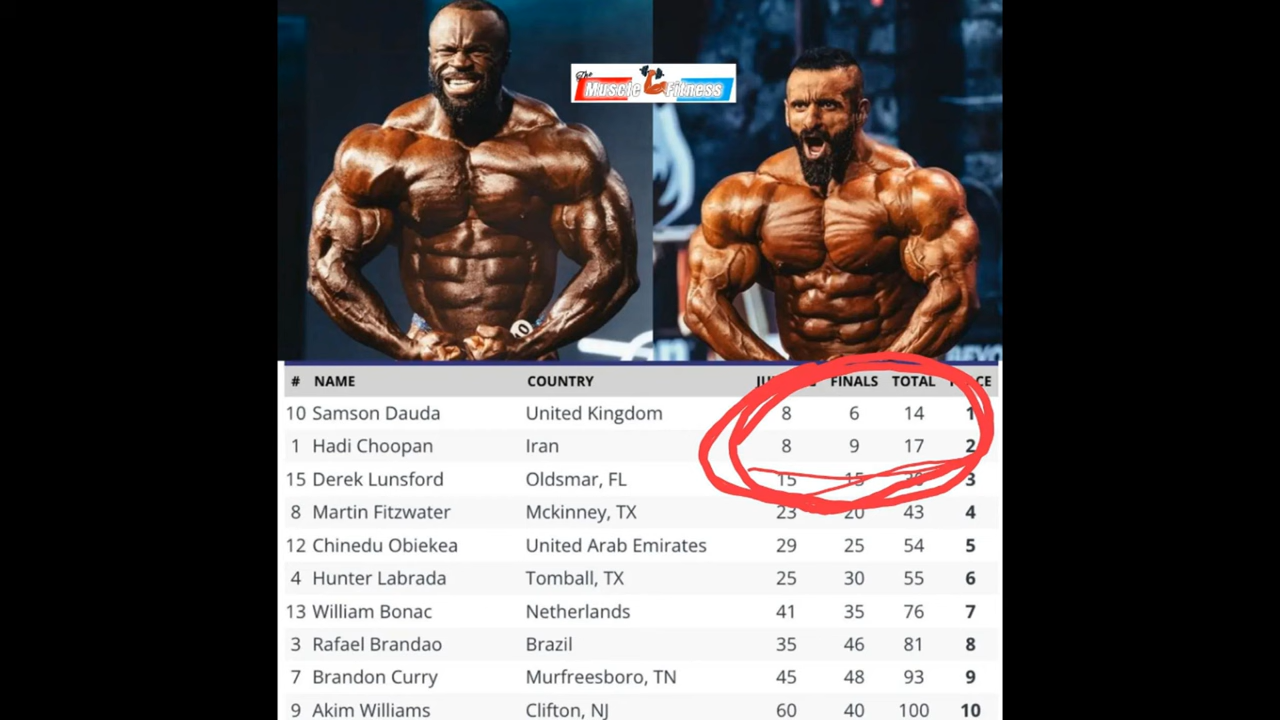 The
Muscle Fitness
10
# NAME COUNTRY FINALS TOTAL
10 Samson Dauda United Kingdom 8 6 14 1
1 Hadi Choopan Iran 8 9 17 2
15 Derek Lunsford Oldsmar, FL 15 15 30 3
8 Martin Fitzwater Mckinney, TX 23 20 43 4
12 Chinedu Obiekea United Arab Emirates 29 25 54 5
4 Hunter Labrada Tomball, TX 25 30 55 6
13 William Bonac Netherlands 41 35 76 7
3 Rafael Brandao Brazil 35 46 81 8
7 Brandon Curry Murfreesboro, TN 45 48 93 9
9 Akim Williams Clifton, NJ 60 40 100 10